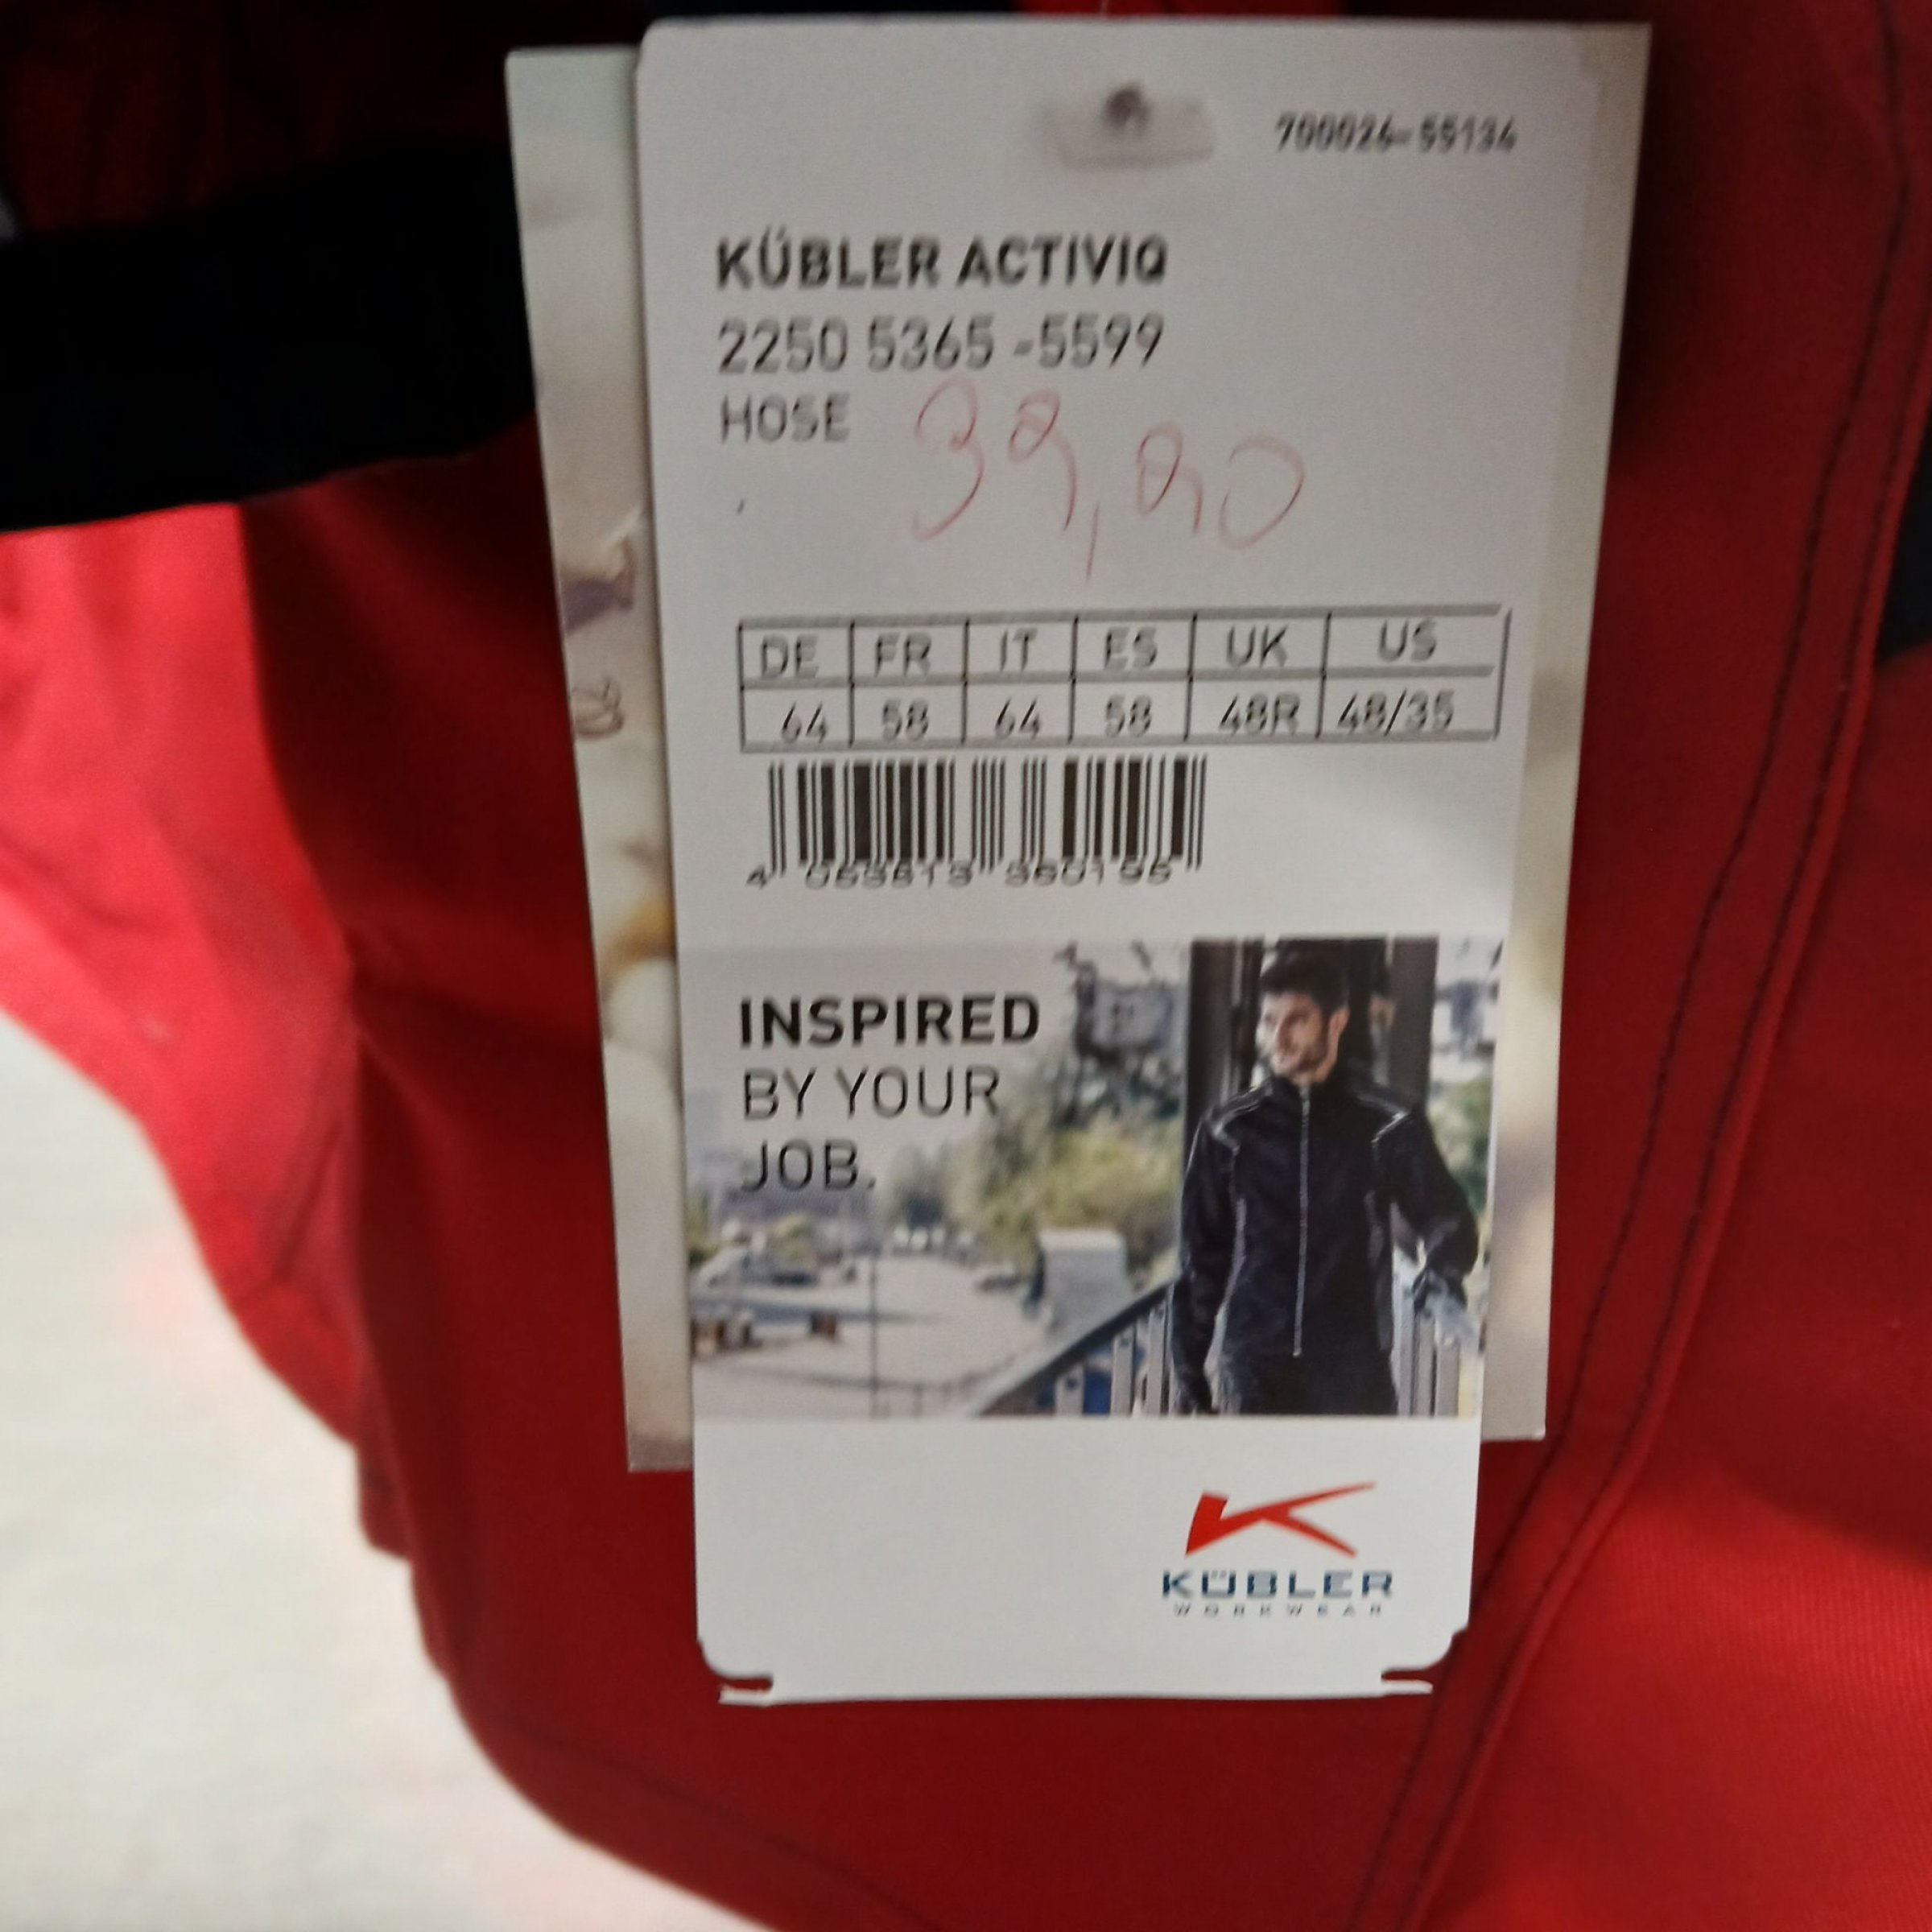 700026-55134
KÜBLER ACTIVIQ
2250 5365 -5599
HOSE
39,90
DE FR IT ES UK US
64 58 64 58 48R 48/35
INSPIRED
BY YOUR
JOB.
KÜBLER
WORKWEAR